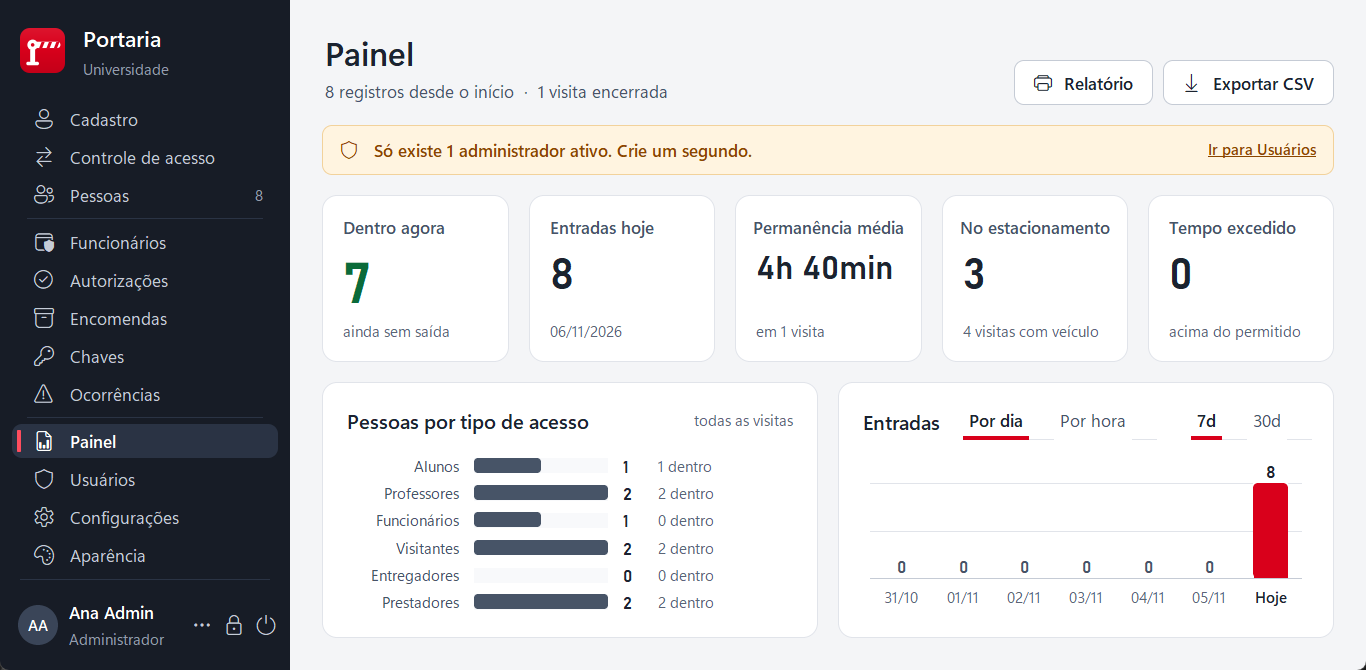 Portaria
Universidade
Cadastro
Controle de acesso
Pessoas 8
Funcionários
Autorizações
Encomendas
Chaves
Ocorrências
Painel
Usuários
Configurações
Aparência
AA
Ana Admin
Administrador
Painel
8 registros desde o início · 1 visita encerrada
Relatório
Exportar CSV
Só existe 1 administrador ativo. Crie um segundo.
Ir para Usuários
Dentro agora
7
ainda sem saída
Entradas hoje
8
06/11/2026
Permanência média
4h 40min
em 1 visita
No estacionamento
3
4 visitas com veículo
Tempo excedido
0
acima do permitido
Pessoas por tipo de acesso
todas as visitas
Alunos 1 1 dentro
Professores 2 2 dentro
Funcionários 1 0 dentro
Visitantes 2 2 dentro
Entregadores 0 0 dentro
Prestadores 2 2 dentro
Entradas
Por dia
Por hora
7d
30d
0 0 0 0 0 0 8
31/10 01/11 02/11 03/11 04/11 05/11 Hoje